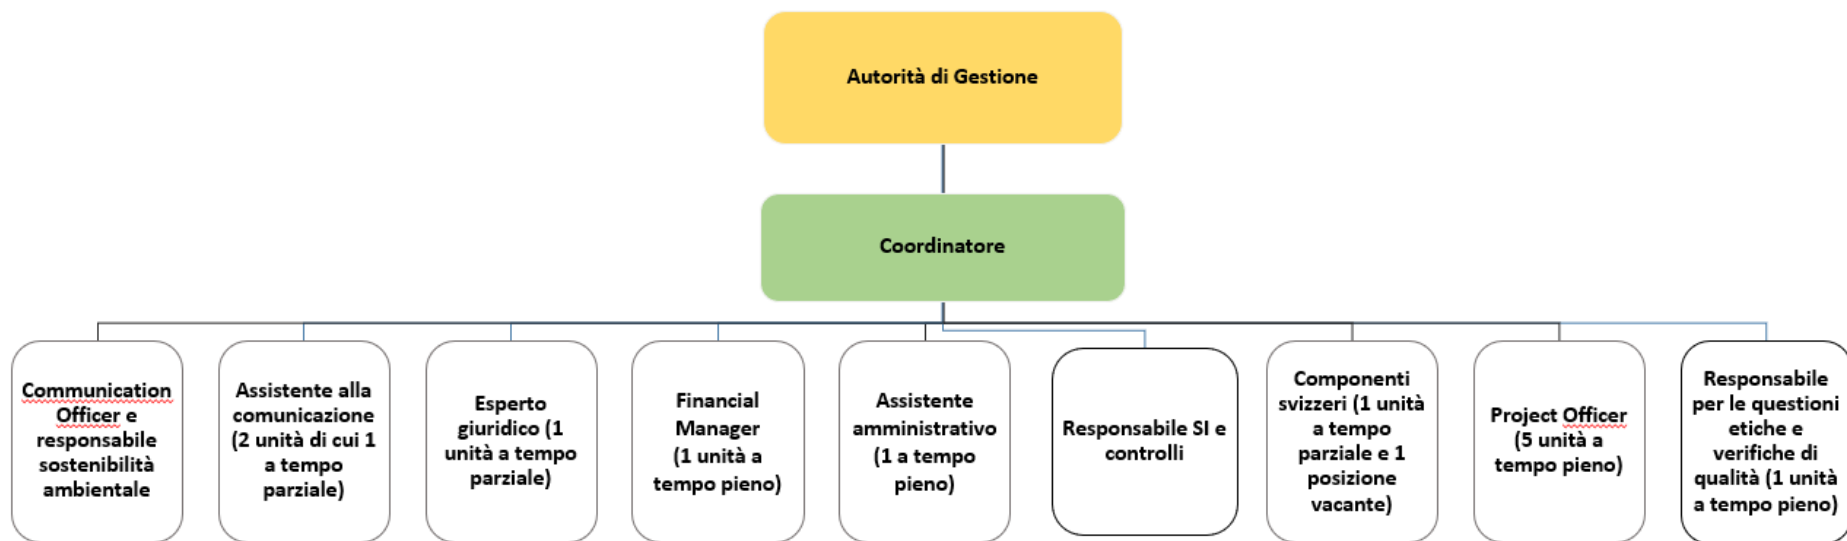 Autorità di Gestione
Coordinatore
Communication
Officer e
responsabile
sostenibilità
ambientale
Assistente alla
comunicazione
(2 unità di cui 1
a tempo
parziale)
Esperto
giuridico (1
unità a tempo
parziale)
Financial
Manager
(1 unità a
tempo pieno)
Assistente
amministrativo
(1 a tempo
pieno)
Responsabile SI e
controlli
Componenti
svizzeri (1 unità
a tempo
parziale e 1
posizione
vacante)
Project Officer
(5 unità a
tempo pieno)
Responsabile
per le questioni
etiche e
verifiche di
qualità (1 unità
a tempo pieno)